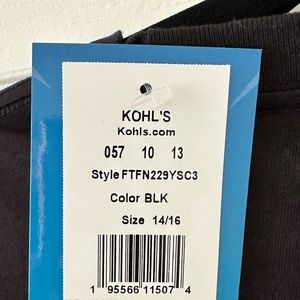 KOHL'S
Kohls.com
057 10 13
Style FTFN229YSC3
Color BLK
Size 14/16
1 95566 11507 4